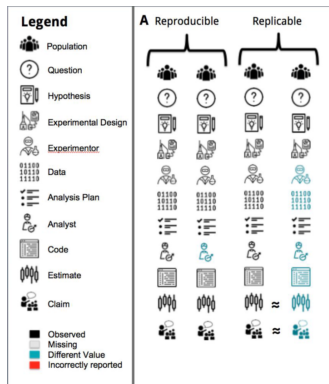 Legend
Population
Question
Hypothesis
Experimental Design
Experimentor
Data
Analysis Plan
Analyst
Code
Estimate
Claim
Observed
Missing
Different Value
Incorrectly reported
A Reproducible Replicable
? ? ? ? ?
01100 01100 01100 01100 01100
10110 10110 10110 10110 10110
11110 11110 11110 11110 11110
≈
≈